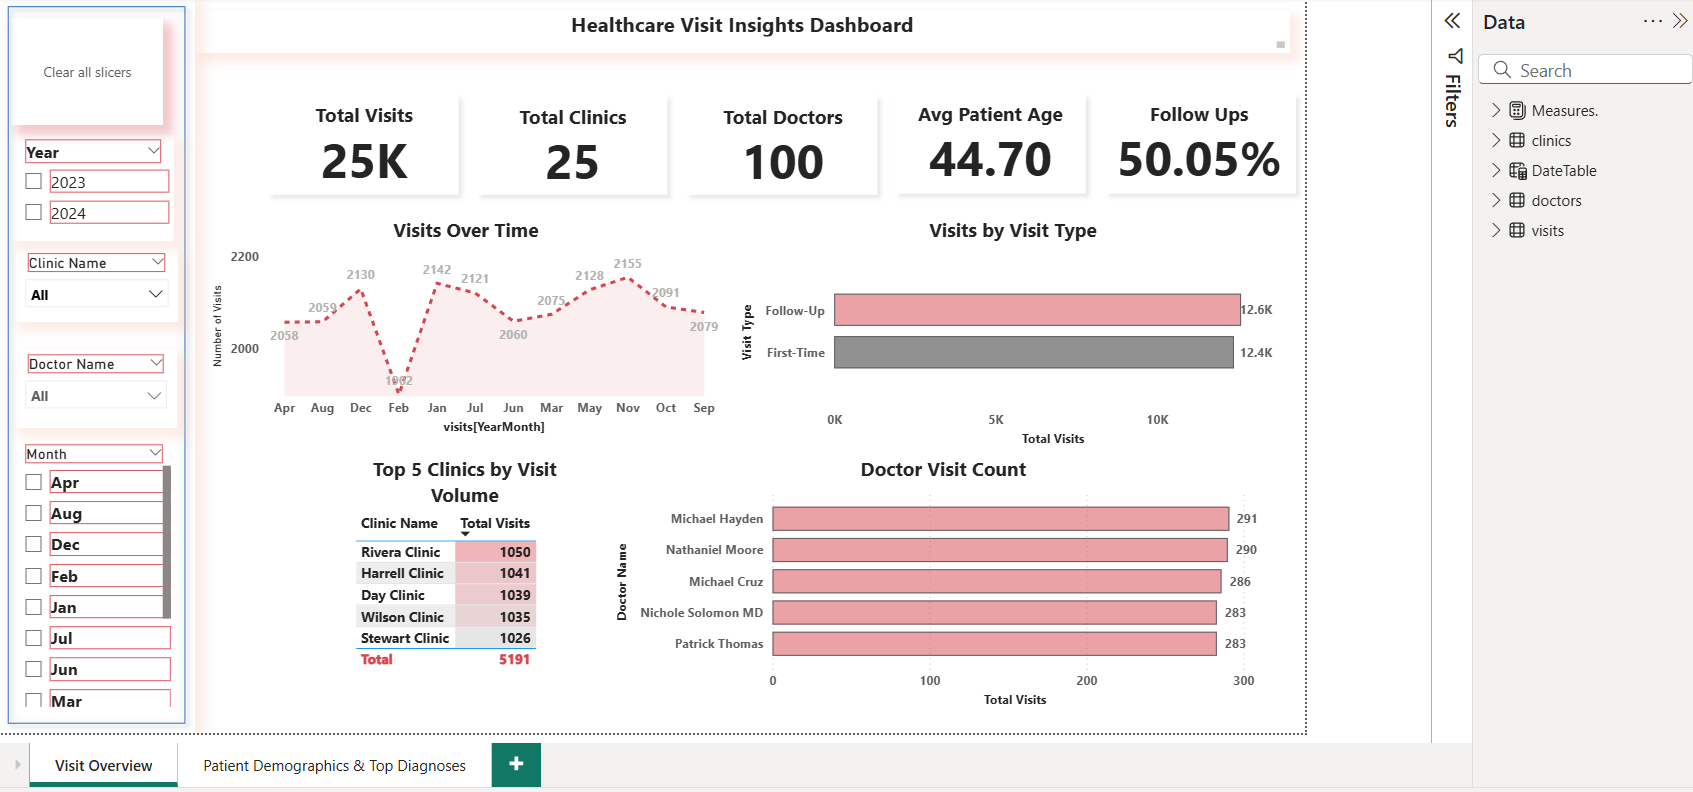 Healthcare Visit Insights Dashboard
Clear all slicers
Year
2023
2024
Clinic Name
All
Doctor Name
All
Month
Apr
Aug
Dec
Feb
Jan
Jul
Jun
Mar
Total Visits
25K
Total Clinics
25
Total Doctors
100
Avg Patient Age
44.70
Follow Ups
50.05%
Visits Over Time
Number of Visits
2200
2000
2058
2059
2130
1902
2142
2121
2060
2075
2128
2155
2091
2079
Apr Aug Dec Feb Jan Jul Jun Mar May Nov Oct Sep
visits[YearMonth]
Visits by Visit Type
Visit Type
Follow-Up 12.6K
First-Time 12.4K
0K 5K 10K
Total Visits
Top 5 Clinics by Visit
Volume
Clinic Name Total Visits
Rivera Clinic 1050
Harrell Clinic 1041
Day Clinic 1039
Wilson Clinic 1035
Stewart Clinic 1026
Total 5191
Doctor Visit Count
Doctor Name
Michael Hayden 291
Nathaniel Moore 290
Michael Cruz 286
Nichole Solomon MD 283
Patrick Thomas 283
0 100 200 300
Total Visits
Filters
Data
Search
Measures.
clinics
DateTable
doctors
visits
Visit Overview
Patient Demographics & Top Diagnoses